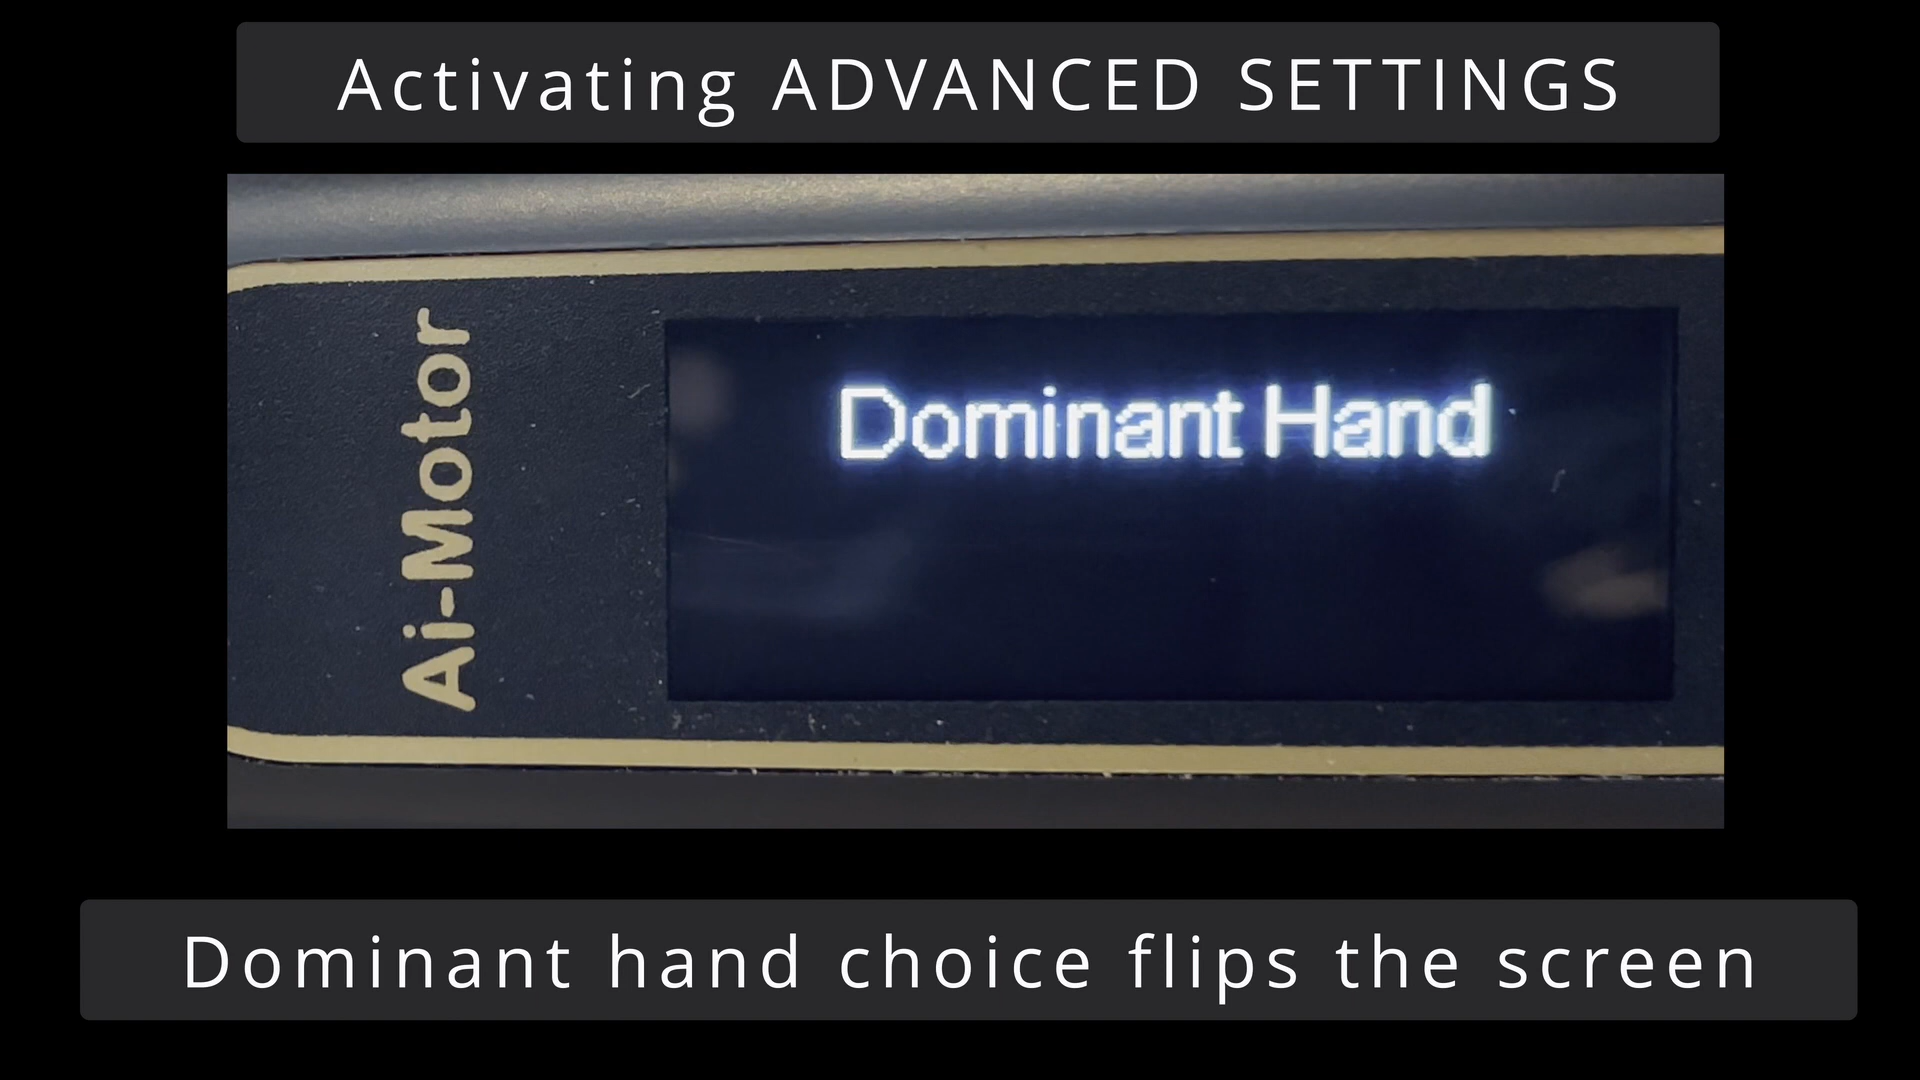 Activating ADVANCED SETTINGS
Ai-Motor
Dominant Hand
Dominant hand choice flips the screen